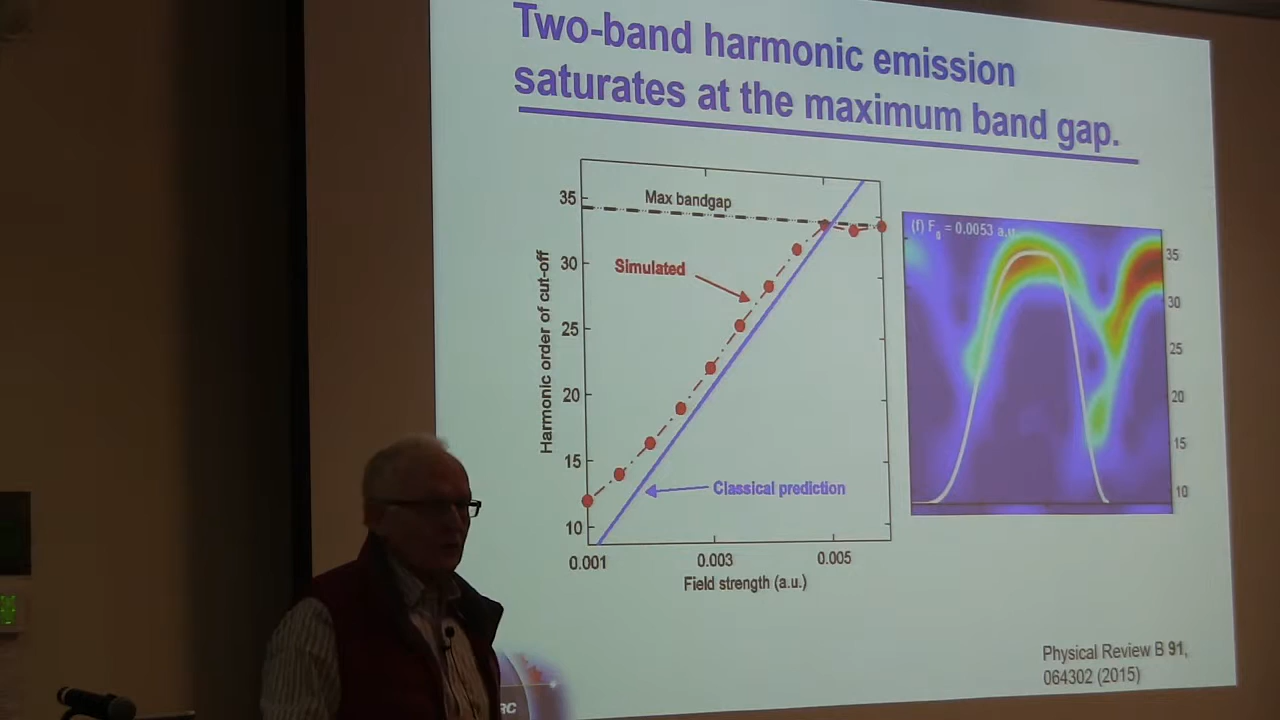 Two-band harmonic emission
saturates at the maximum band gap.
35
30
25
20
15
10
Harmonic order of cut-off
Max bandgap
Simulated
Classical prediction
0.001
0.003
0.005
Field strength (a.u.)
(f) F₀ = 0.0053 a.u.
35
30
25
20
15
10
Physical Review B 91,
064302 (2015)
RC